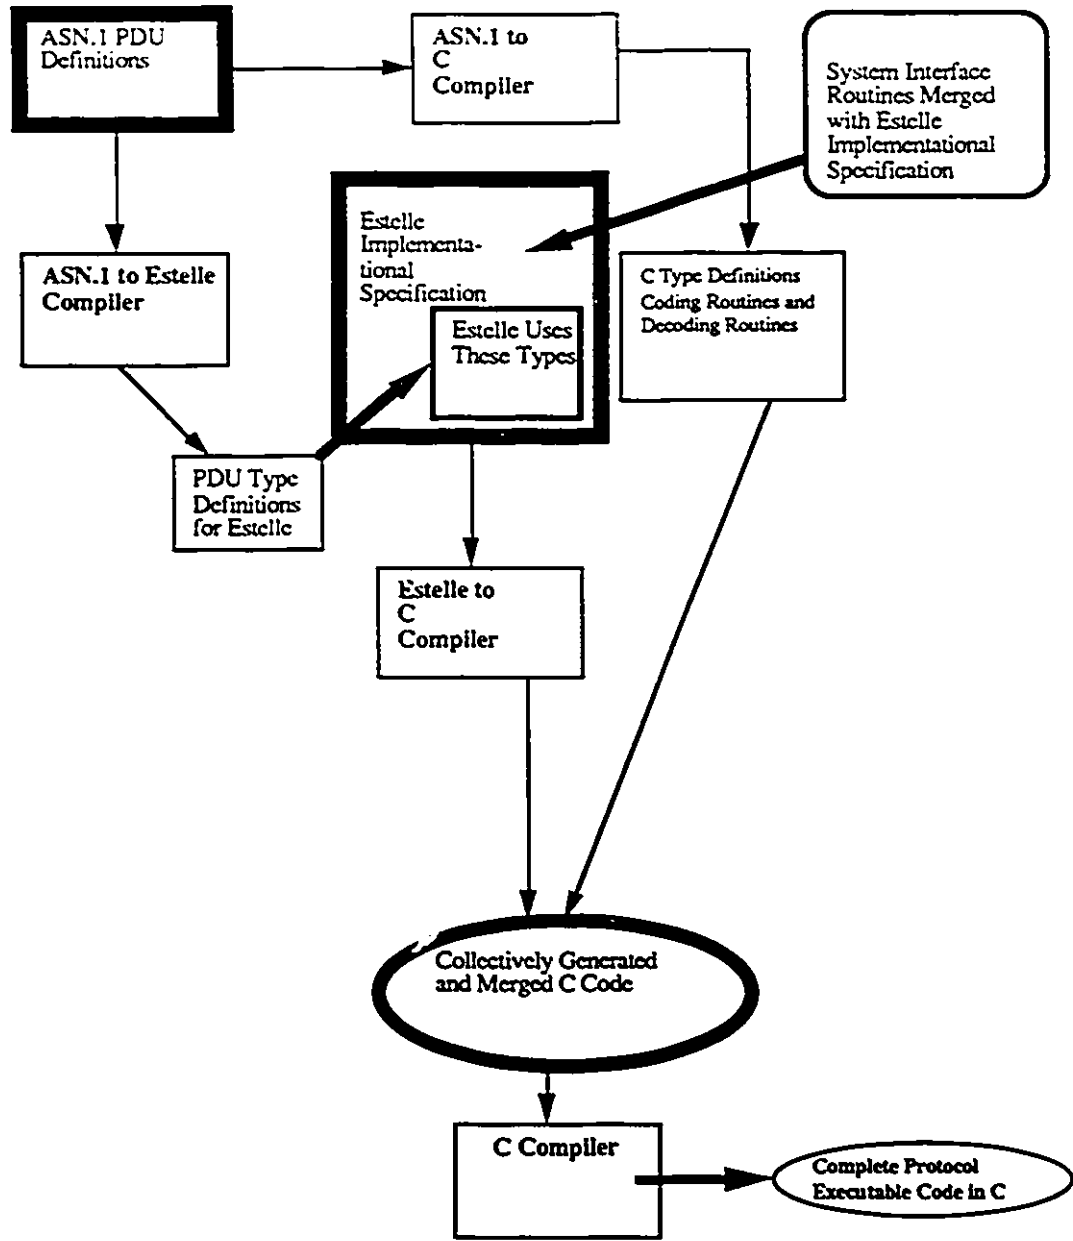 ASN.1 PDU
Definitions
ASN.1 to
C
Compiler
System Interface
Routines Merged
with Estelle
Implementational
Specification
Estelle
Implementa-
tional
Specification
Estelle Uses
These Types
ASN.1 to Estelle
Compiler
C Type Definitions
Coding Routines and
Decoding Routines
PDU Type
Definitions
for Estelle
Estelle to
C
Compiler
Collectively Generated
and Merged C Code
C Compiler
Complete Protocol
Executable Code in C